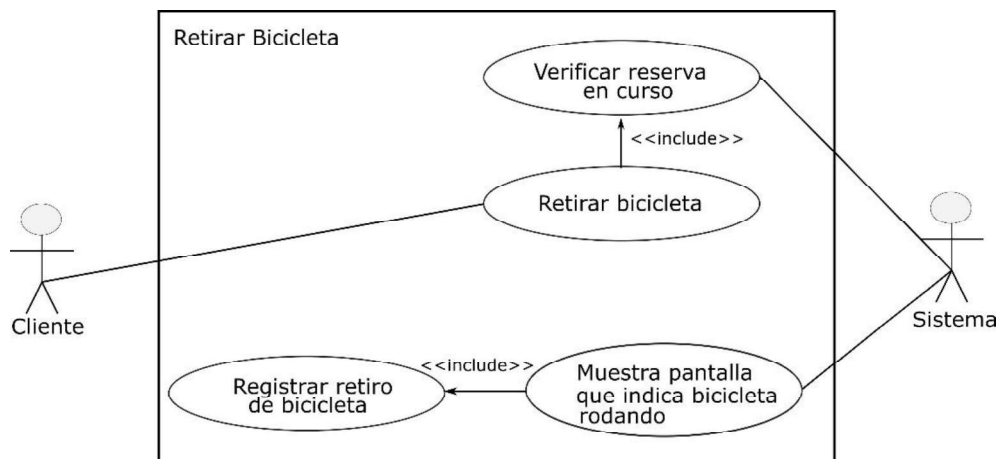 Retirar Bicicleta
Verificar reserva
en curso
<<include>>
Retirar bicicleta
Cliente
Sistema
<<include>>
Registrar retiro
de bicicleta
Muestra pantalla
que indica bicicleta
rodando